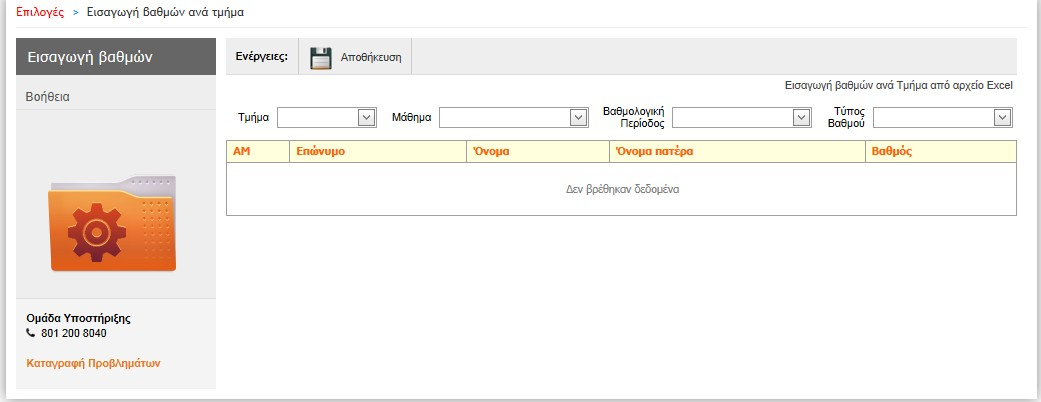 Επιλογές > Εισαγωγή βαθμών ανά τμήμα
Εισαγωγή βαθμών
Βοήθεια
Ομάδα Υποστήριξης
801 200 8040
Καταγραφή Προβλημάτων
Ενέργειες: Αποθήκευση
Εισαγωγή βαθμών ανά Τμήμα από αρχείο Excel
Τμήμα Μάθημα Βαθμολογική Περίοδος Τύπος Βαθμού
ΑΜ Επώνυμο Όνομα Όνομα πατέρα Βαθμός
Δεν βρέθηκαν δεδομένα